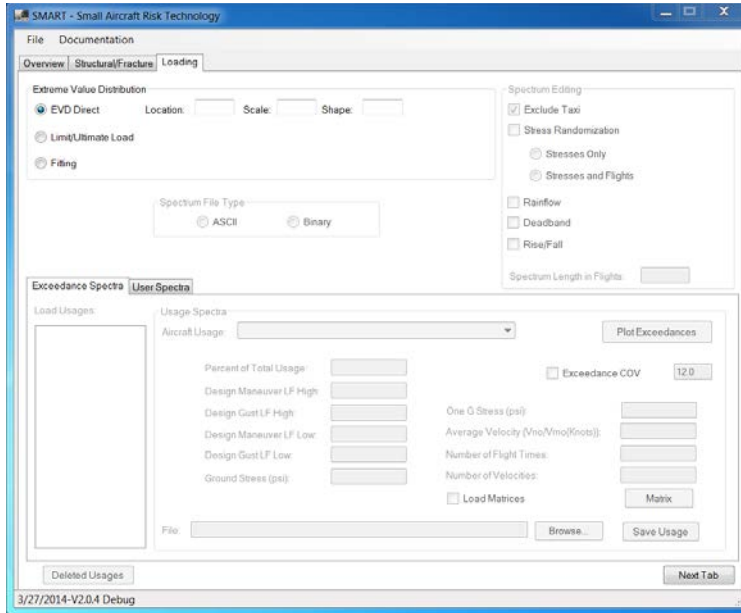 SMART - Small Aircraft Risk Technology
File Documentation
Overview Structural/Fracture Loading
Extreme Value Distribution
EVD Direct Location: Scale: Shape:
Limit/Ultimate Load
Fitting
Spectrum Editing
Exclude Taxi
Stress Randomization
Stresses Only
Stresses and Flights
Rainflow
Deadband
Rise/Fall
Spectrum Length in Flights:
Spectrum File Type
ASCII Binary
Exceedance Spectra User Spectra
Load Usages:
Usage Spectra
Aircraft Usage: Plot Exceedances
Percent of Total Usage:
Design Maneuver LF High:
Design Gust LF High:
Design Maneuver LF Low:
Design Gust LF Low:
Ground Stress (psi):
Exceedance COV 12.0
One G Stress (psi):
Average Velocity (Vno/Vmo(Knots)):
Number of Flight Times:
Number of Velocities:
Load Matrices Matrix
File: Browse... Save Usage
Deleted Usages Next Tab
3/27/2014-V2.0.4 Debug